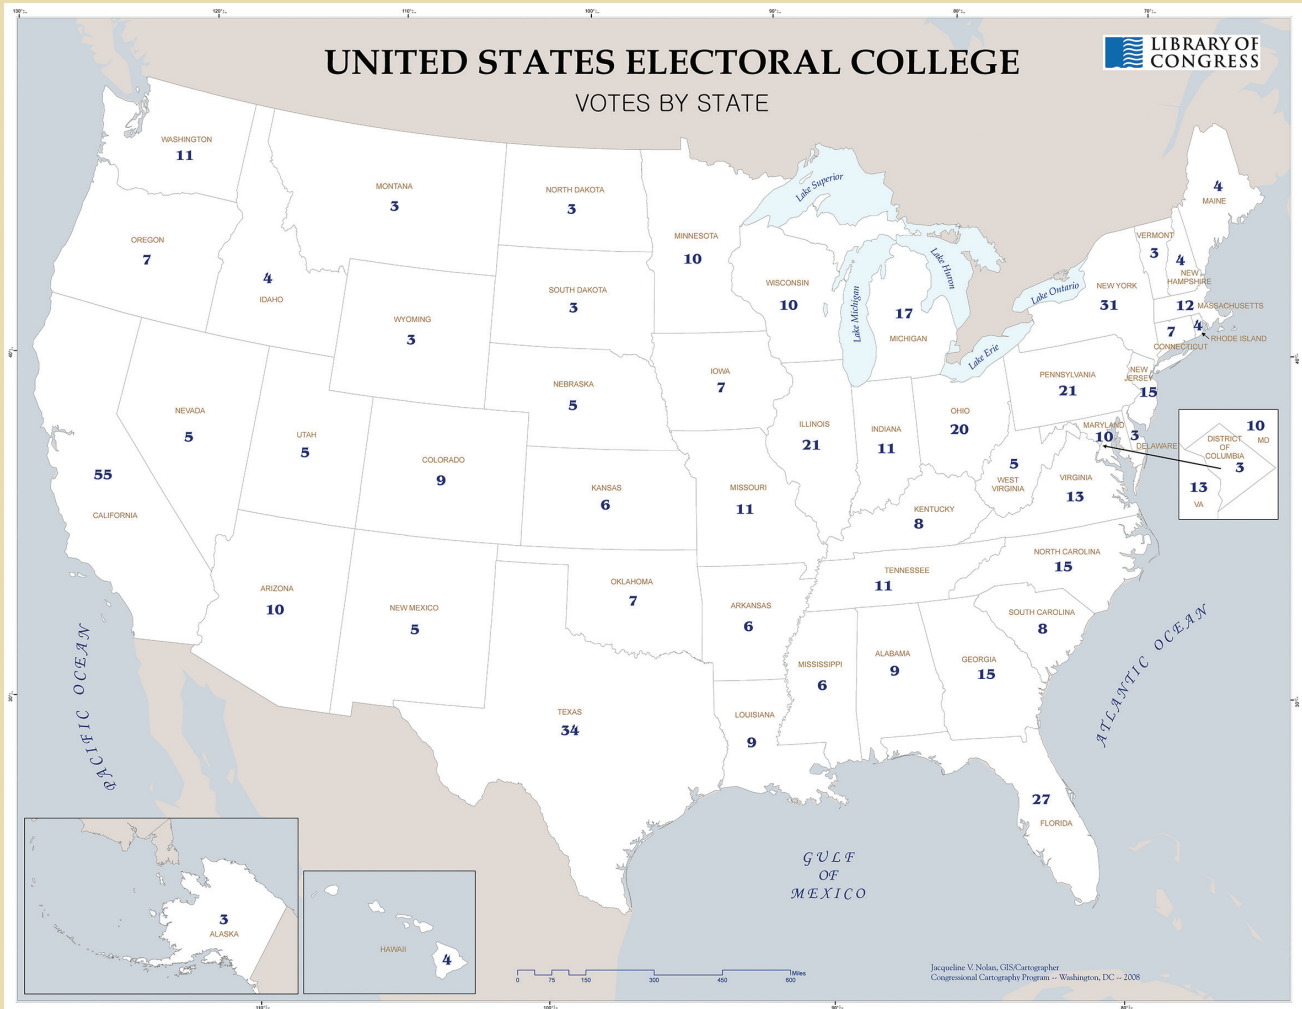 UNITED STATES ELECTORAL COLLEGE
VOTES BY STATE
LIBRARY OF
CONGRESS
WASHINGTON
11
OREGON
7
4
IDAHO
MONTANA
3
NORTH DAKOTA
3
MINNESOTA
10
SOUTH DAKOTA
3
WYOMING
3
WISCONSIN
10
Lake Superior
Lake Michigan
Lake Huron
Lake Ontario
Lake Erie
17
MICHIGAN
4
MAINE
VERMONT
3
4
NEW
HAMPSHIRE
NEW YORK
31
12
MASSACHUSETTS
7
CONNECTICUT
4
RHODE ISLAND
PENNSYLVANIA
21
NEW
JERSEY
15
NEBRASKA
5
IOWA
7
NEVADA
5
UTAH
5
55
CALIFORNIA
COLORADO
9
KANSAS
6
MISSOURI
11
ILLINOIS
21
INDIANA
11
OHIO
20
5
WEST
VIRGINIA
MARYLAND
10
3
DELAWARE
VIRGINIA
13
KENTUCKY
8
10
MD
DISTRICT
OF
COLUMBIA
3
13
VA
ARIZONA
10
NEW MEXICO
5
OKLAHOMA
7
ARKANSAS
6
TENNESSEE
11
NORTH CAROLINA
15
SOUTH CAROLINA
8
TEXAS
34
LOUISIANA
9
MISSISSIPPI
6
ALABAMA
9
GEORGIA
15
27
FLORIDA
PACIFIC OCEAN
ATLANTIC OCEAN
GULF
OF
MEXICO
3
ALASKA
HAWAII
4
0 75 150 300 450 600 Miles
Jacqueline V. Nolan, GIS/Cartographer
Congressional Cartography Program -- Washington, DC -- 2008